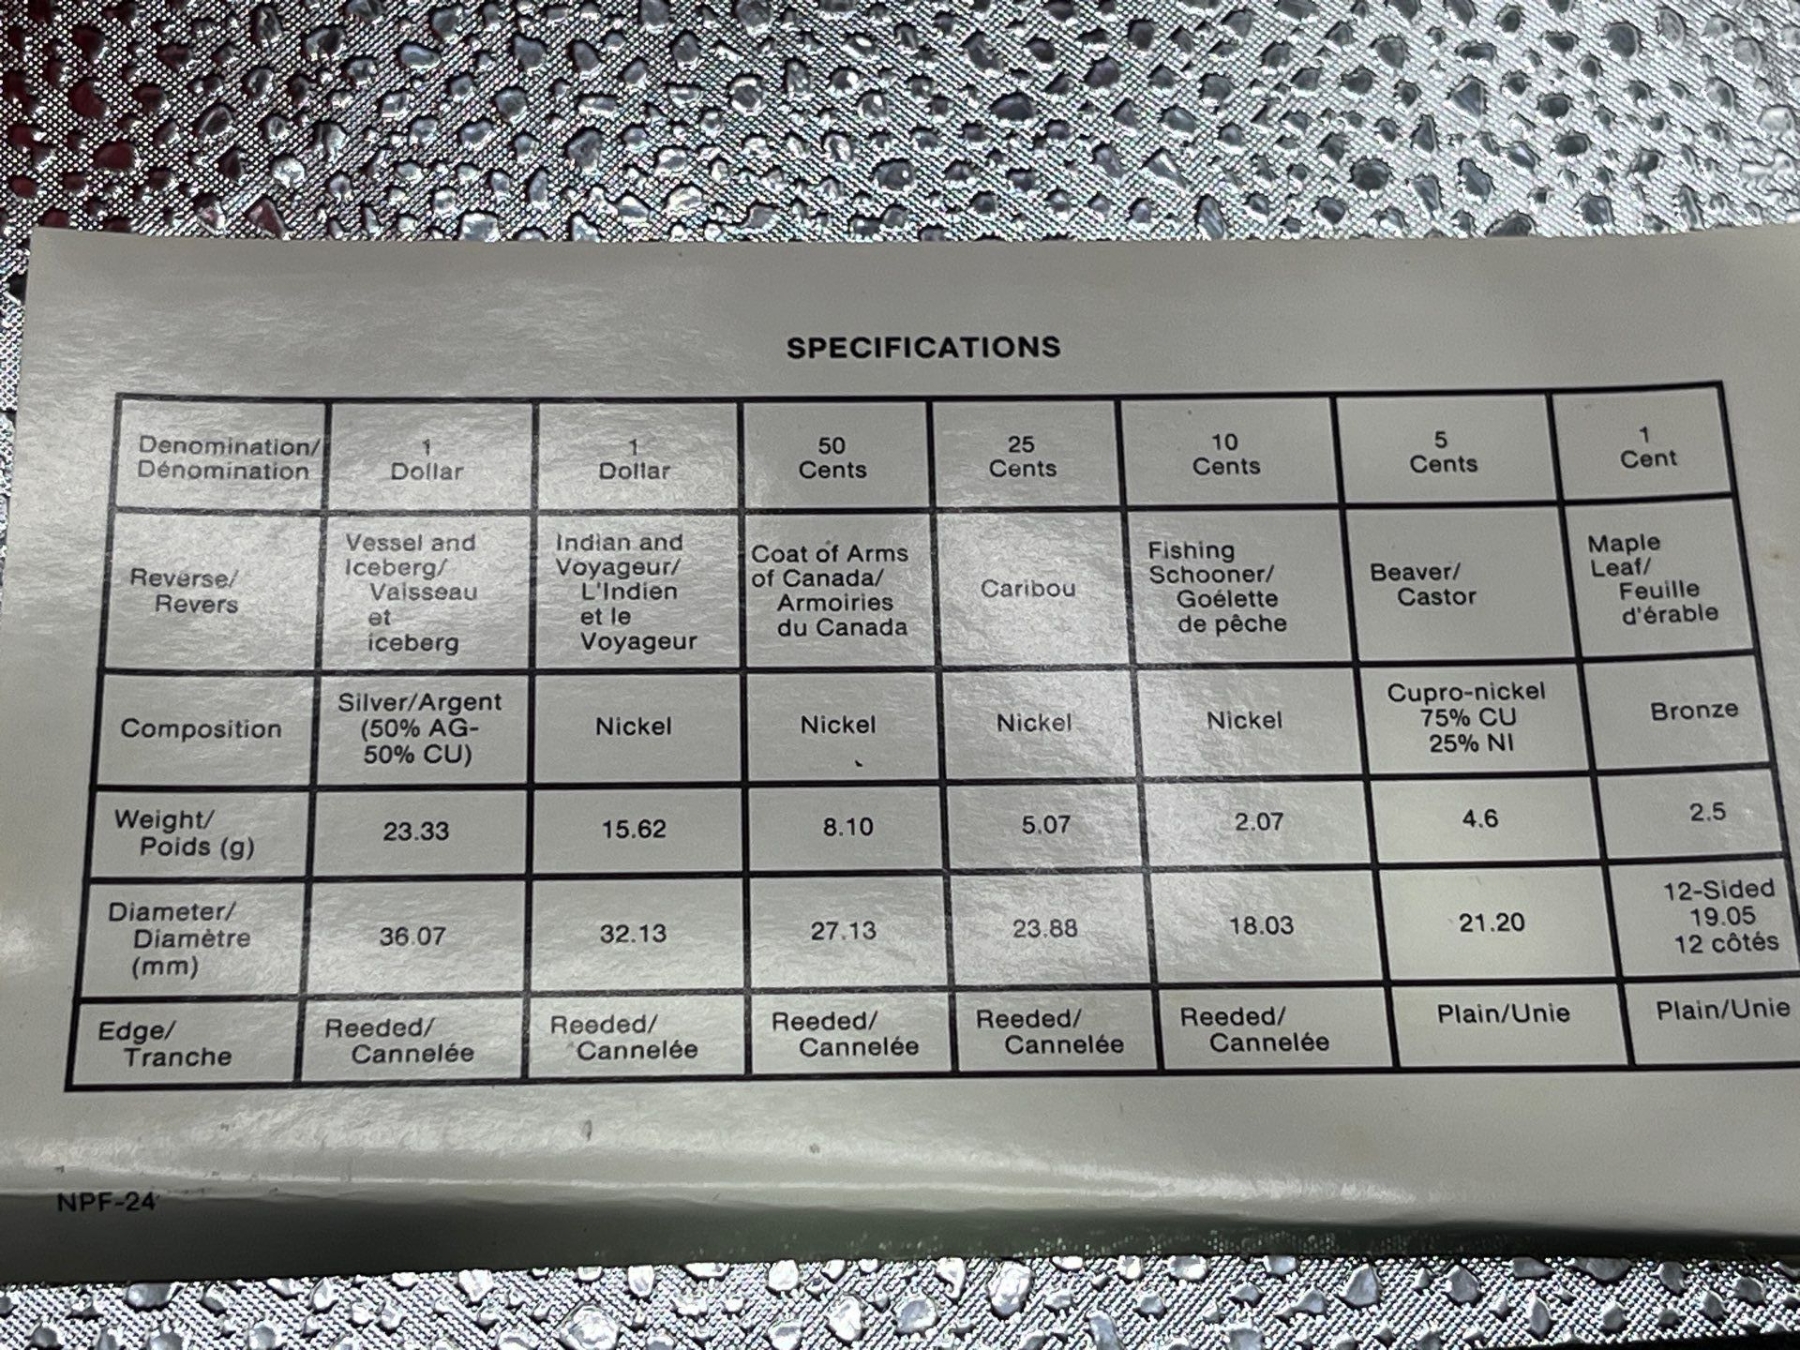 SPECIFICATIONS
Denomination/
Dénomination
1
Dollar
1
Dollar
50
Cents
25
Cents
10
Cents
5
Cents
1
Cent
Reverse/
Revers
Vessel and
Iceberg/
Vaisseau
et
iceberg
Indian and
Voyageur/
L'Indien
et le
Voyageur
Coat of Arms
of Canada/
Armoiries
du Canada
Caribou
Fishing
Schooner/
Goélette
de pêche
Beaver/
Castor
Maple
Leaf/
Feuille
d'érable
Composition
Silver/Argent
(50% AG-
50% CU)
Nickel
Nickel
Nickel
Nickel
Cupro-nickel
75% CU
25% NI
Bronze
Weight/
Poids (g)
23.33
15.62
8.10
5.07
2.07
4.6
2.5
Diameter/
Diamètre
(mm)
36.07
32.13
27.13
23.88
18.03
21.20
12-Sided
19.05
12 côtés
Edge/
Tranche
Reeded/
Cannelée
Reeded/
Cannelée
Reeded/
Cannelée
Reeded/
Cannelée
Reeded/
Cannelée
Plain/Unie
Plain/Unie
NPF-24